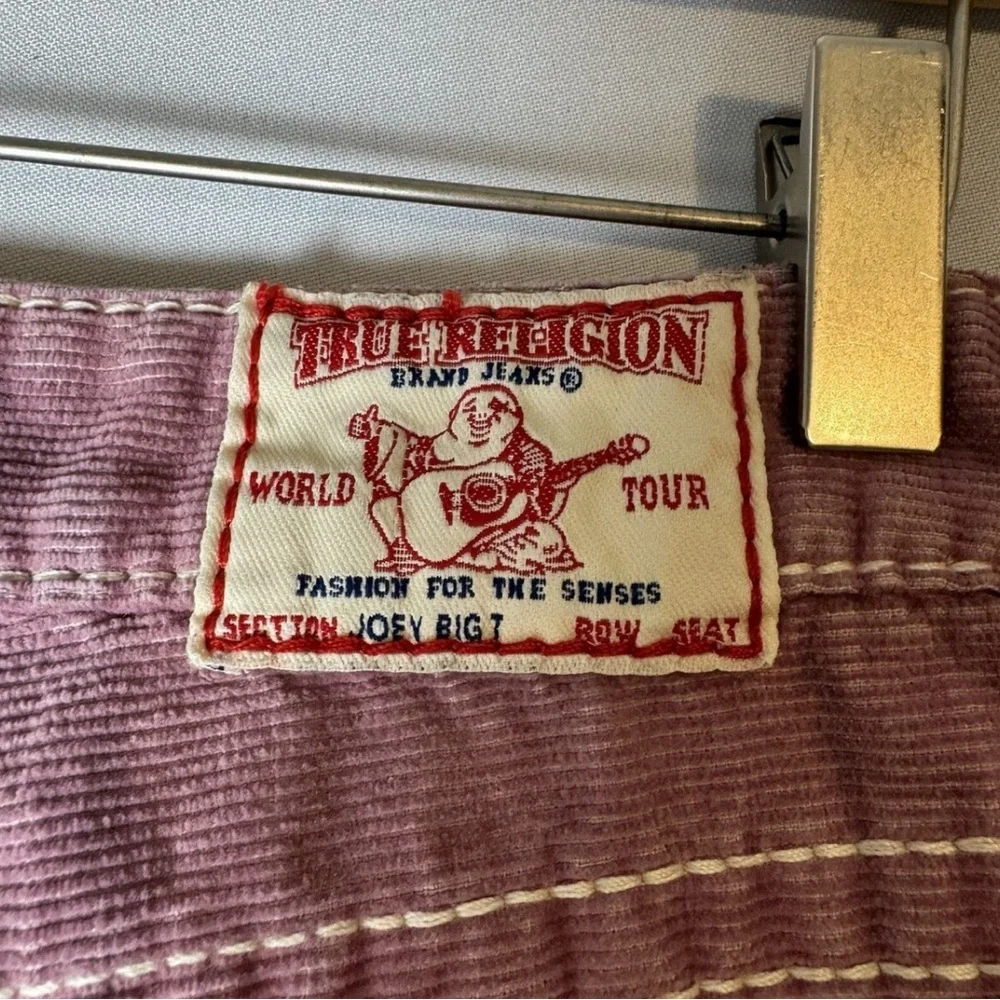 TRUE RELIGION
BRAND JEANS®
WORLD TOUR
FASHION FOR THE SENSES
SECTION JOEY BIG T ROW SEAT